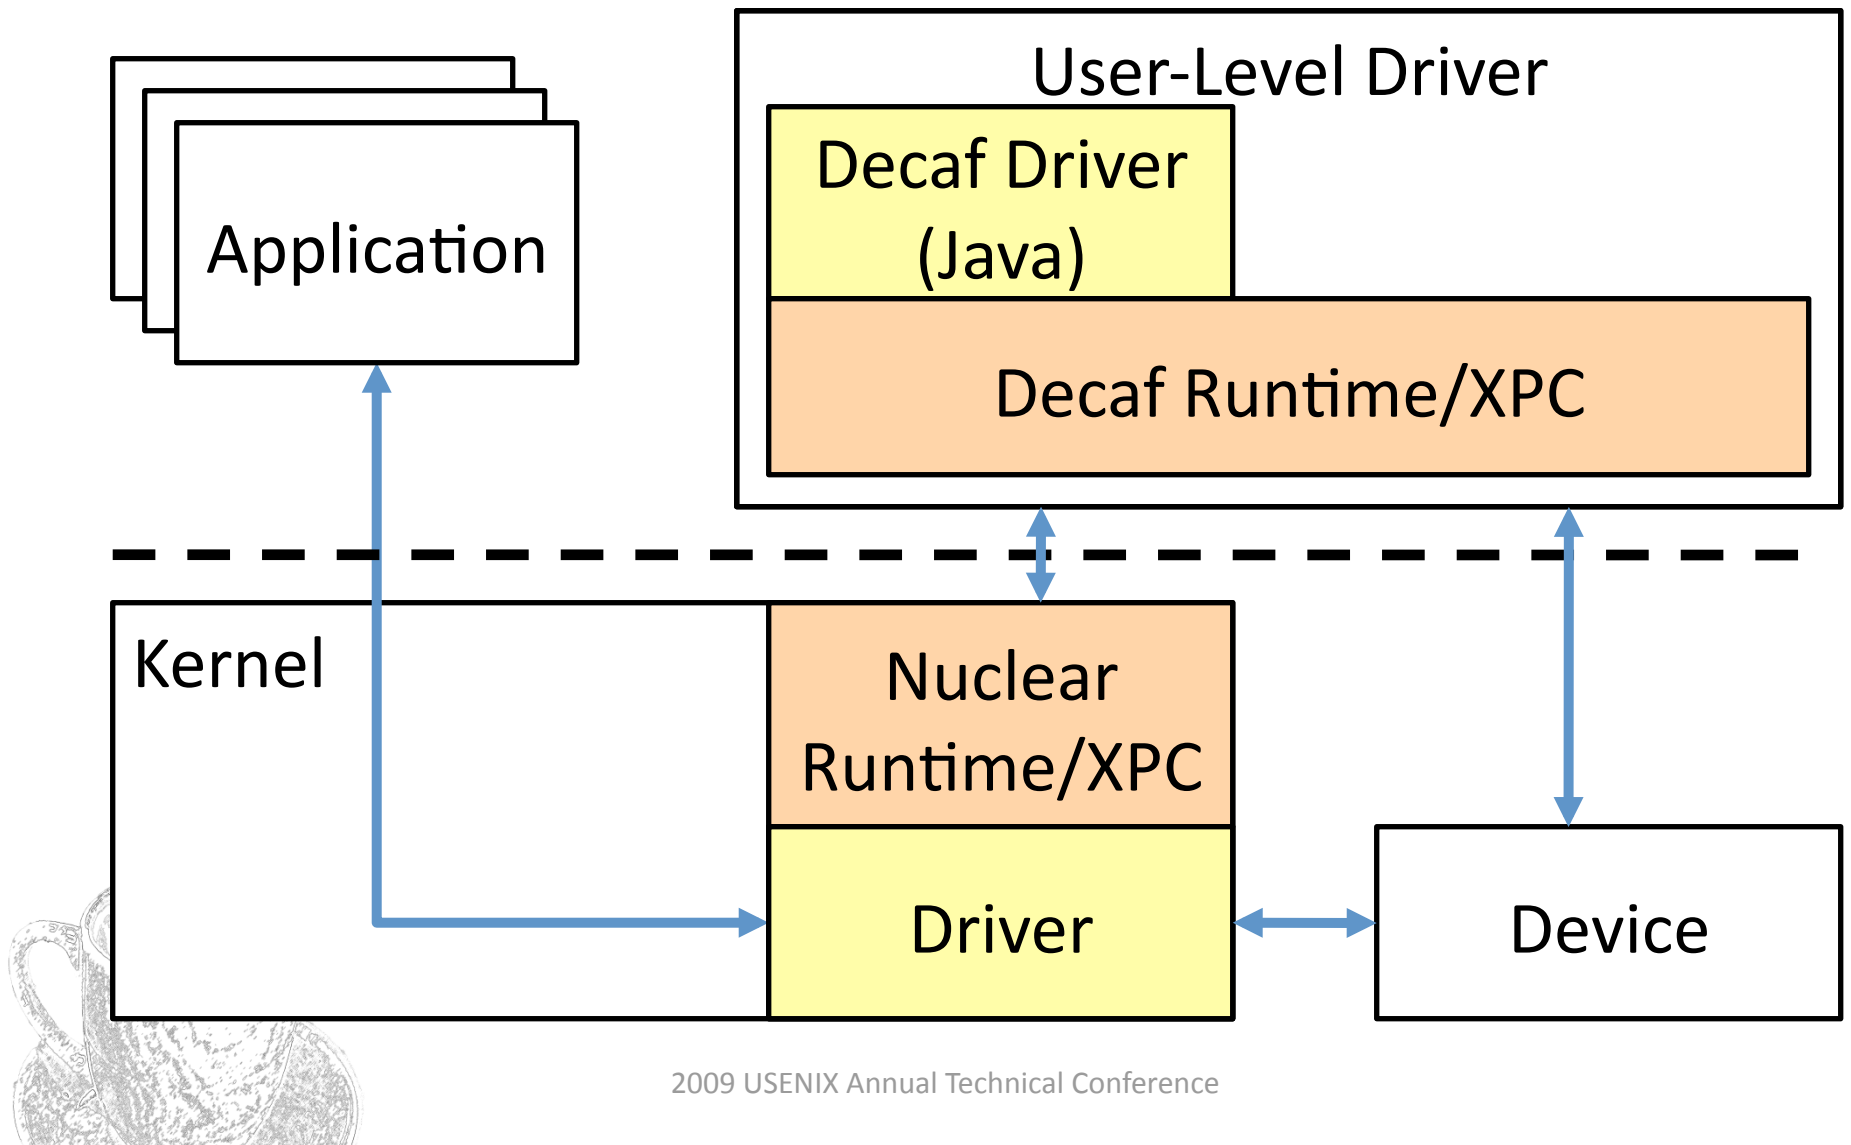 User-Level Driver
Decaf Driver
(Java)
Application
Decaf Runtime/XPC
Kernel
Nuclear
Runtime/XPC
Driver
Device
2009 USENIX Annual Technical Conference